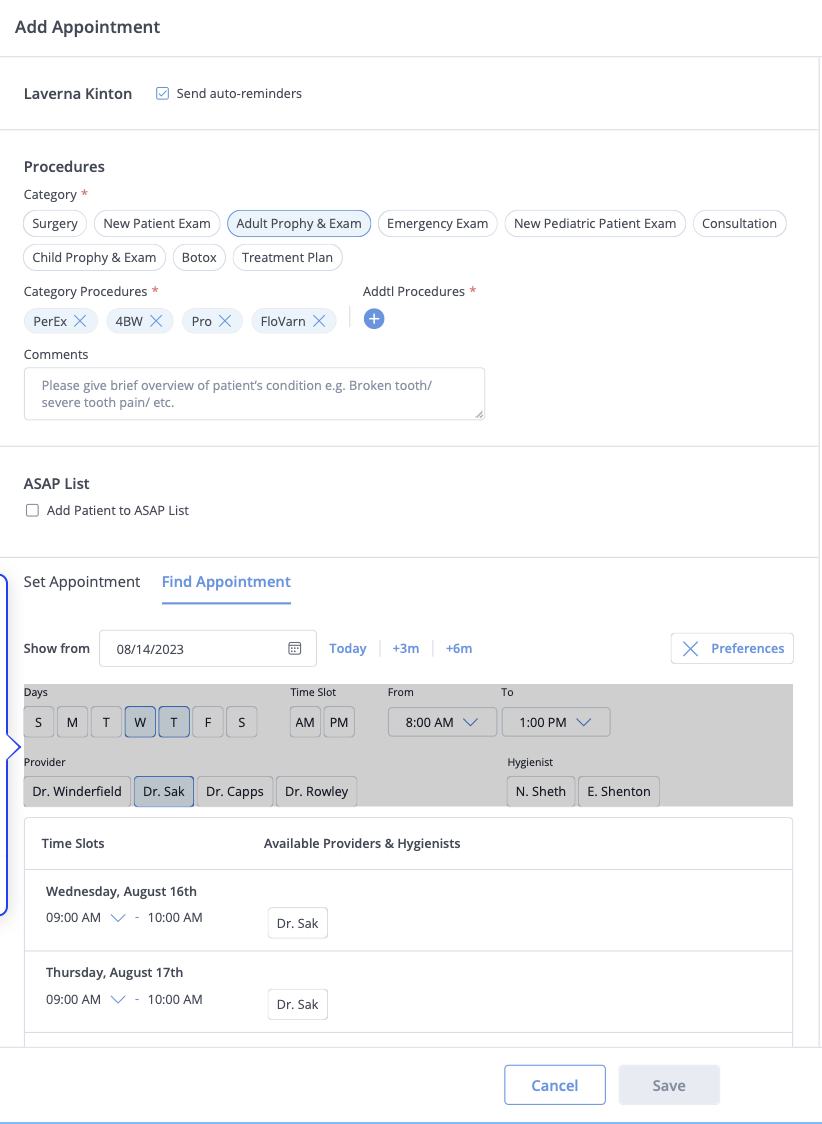 Add Appointment
Laverna Kinton Send auto-reminders
Procedures
Category *
Surgery New Patient Exam Adult Prophy & Exam Emergency Exam New Pediatric Patient Exam Consultation
Child Prophy & Exam Botox Treatment Plan
Category Procedures * Addtl Procedures *
PerEx 4BW Pro FloVarn
Comments
Please give brief overview of patient's condition e.g. Broken tooth/
severe tooth pain/ etc.
ASAP List
Add Patient to ASAP List
Set Appointment Find Appointment
Show from 08/14/2023 Today +3m +6m Preferences
Days Time Slot From To
S M T W T F S AM PM 8:00 AM 1:00 PM
Provider Hygienist
Dr. Winderfield Dr. Sak Dr. Capps Dr. Rowley N. Sheth E. Shenton
Time Slots Available Providers & Hygienists
Wednesday, August 16th
09:00 AM - 10:00 AM Dr. Sak
Thursday, August 17th
09:00 AM - 10:00 AM Dr. Sak
Cancel Save